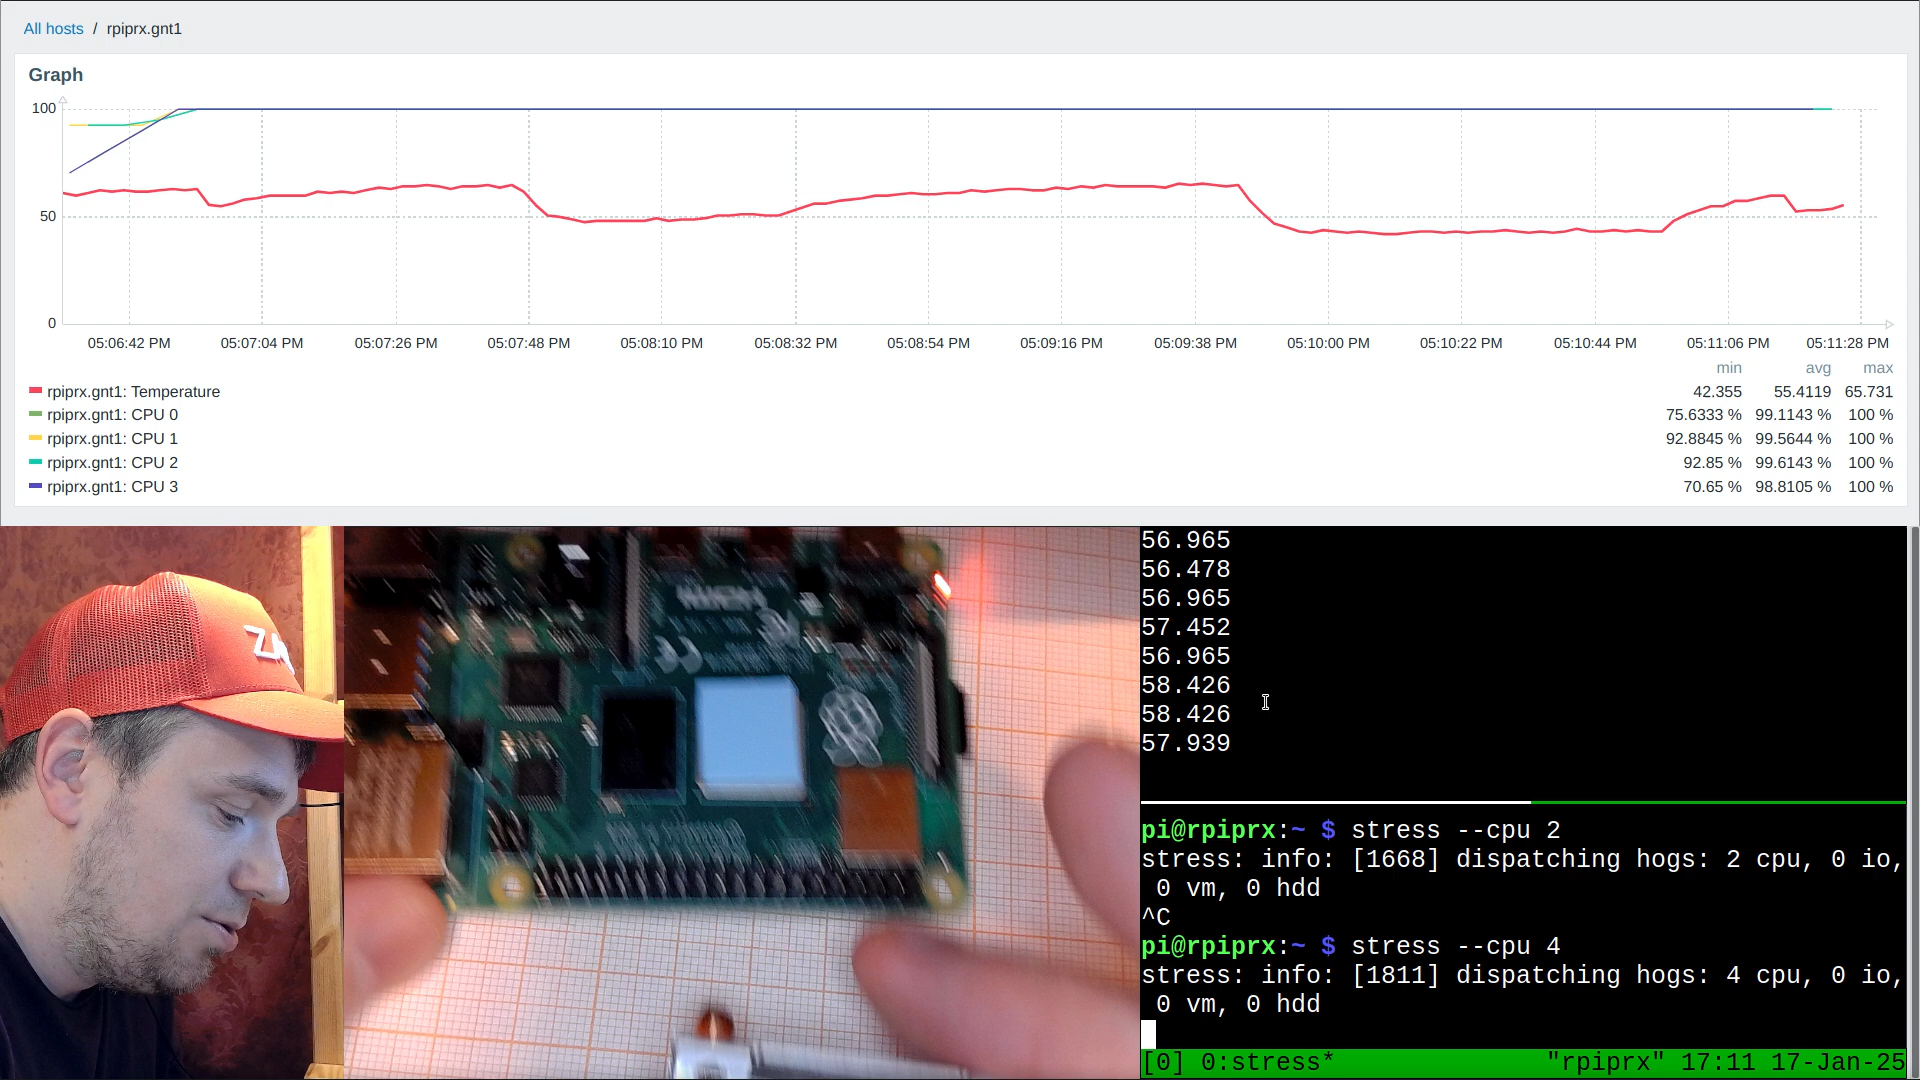 All hosts / rpiprx.gnt1
Graph
100
50
0
05:06:42 PM 05:07:04 PM 05:07:26 PM 05:07:48 PM 05:08:10 PM 05:08:32 PM 05:08:54 PM 05:09:16 PM 05:09:38 PM 05:10:00 PM 05:10:22 PM 05:10:44 PM 05:11:06 PM 05:11:28 PM
min avg max
rpiprx.gnt1: Temperature 42.355 55.4119 65.731
rpiprx.gnt1: CPU 0 75.6333 % 99.1143 % 100 %
rpiprx.gnt1: CPU 1 92.8845 % 99.5644 % 100 %
rpiprx.gnt1: CPU 2 92.85 % 99.6143 % 100 %
rpiprx.gnt1: CPU 3 70.65 % 98.8105 % 100 %
56.965
56.478
56.965
57.452
56.965
58.426
58.426
57.939
pi@rpiprx:~ $ stress --cpu 2
stress: info: [1668] dispatching hogs: 2 cpu, 0 io,
0 vm, 0 hdd
^C
pi@rpiprx:~ $ stress --cpu 4
stress: info: [1811] dispatching hogs: 4 cpu, 0 io,
0 vm, 0 hdd
[0] 0:stress* "rpiprx" 17:11 17-Jan-25